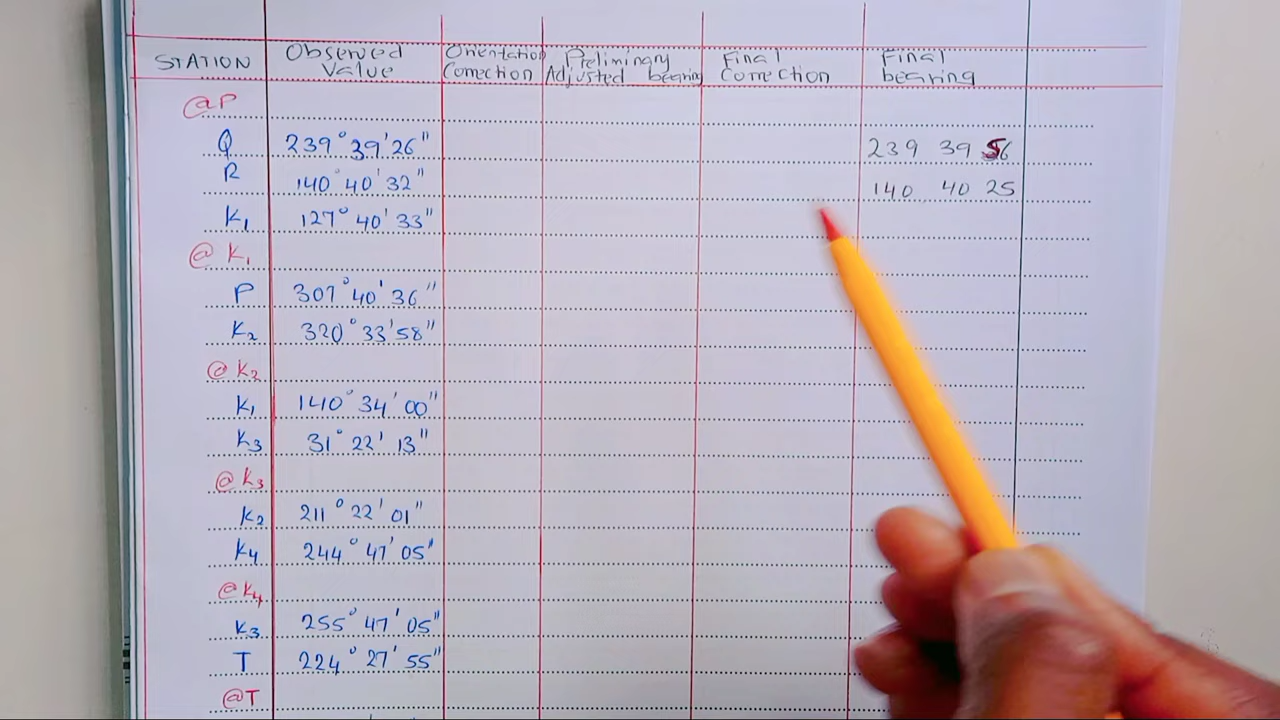 STATION Observed Value Orientation Correction Preliminary Adjusted bearing Final Correction Final bearing
@P
Q 239° 39' 26" 239 39 56
R 140° 40' 32" 140 40 25
K₁ 127° 40' 33"
@ K₁
P 307° 40' 36"
K₂ 320° 33' 58"
@ K₂
K₁ 140° 34' 00"
K₃ 31° 22' 13"
@ K₃
K₂ 211° 22' 01"
K₄ 244° 47' 05"
@ K₄
K₃ 255° 47' 05"
T 224° 27' 55"
@T